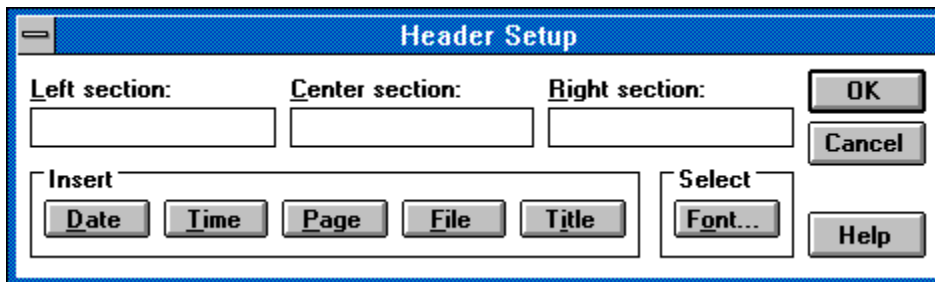 Header Setup
Left section: Center section: Right section: OK
Cancel
Insert Select
Date Time Page File Title Font... Help